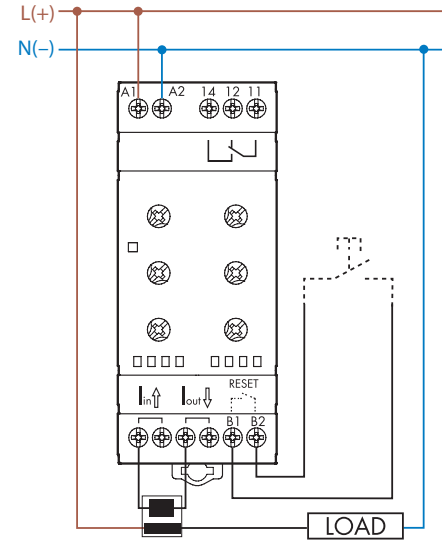 L(+)
N(–)
A1 A2 14 12 11
Iin⇧ Iout⇩ RESET
B1 B2
LOAD